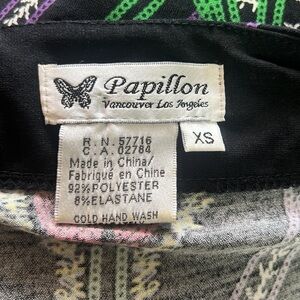 Papillon
Vancouver Los Angeles
XS
R.N. 57716
C.A. 02784
Made in China/
Fabriqué en Chine
92%POLYESTER
8%ELASTANE
COLD HAND WASH